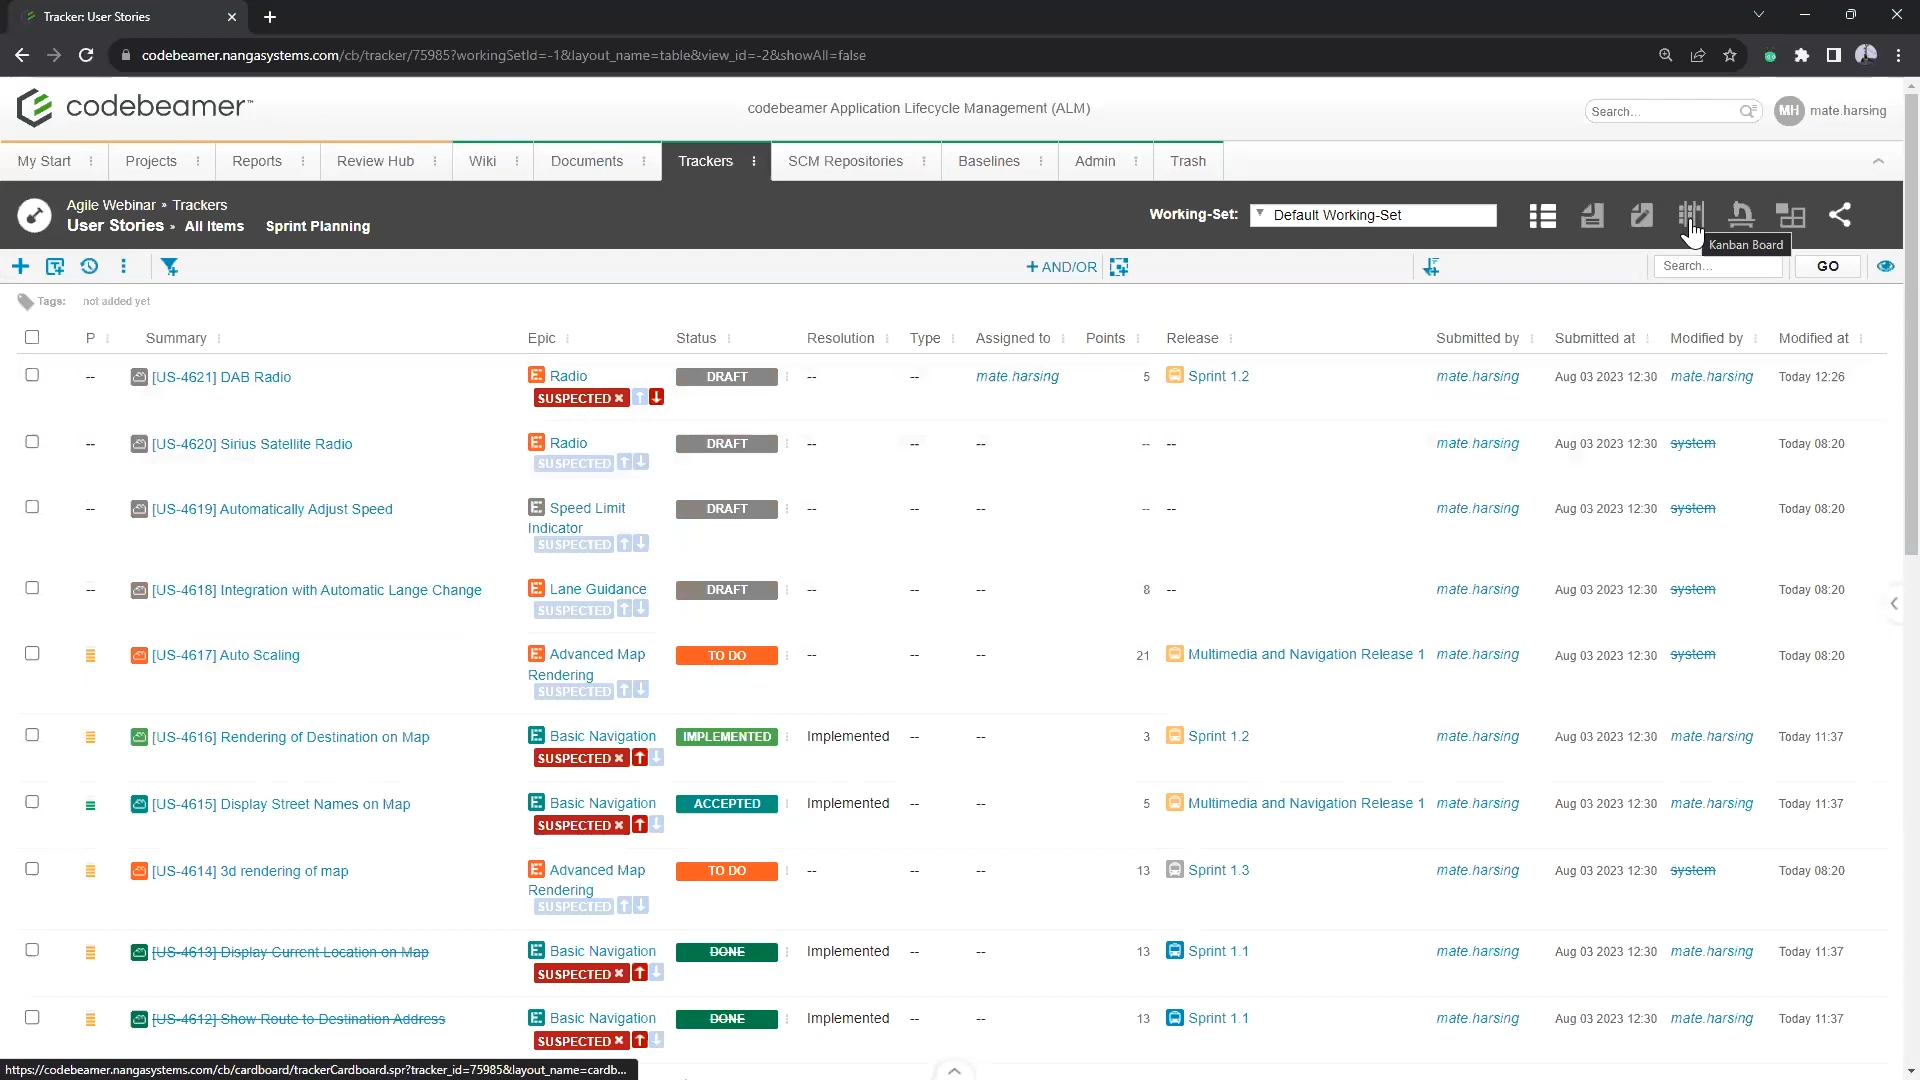 Tracker: User Stories
codebeamer.nangasystems.com/cb/tracker/75985?workingSetId=-1&layout_name=table&view_id=-2&showAll=false
codebeamer™
codebeamer Application Lifecycle Management (ALM)
Search...
MH mate.harsing
My Start Projects Reports Review Hub Wiki Documents Trackers SCM Repositories Baselines Admin Trash
Agile Webinar » Trackers
User Stories » All Items Sprint Planning
Working-Set: Default Working-Set
Kanban Board
+ AND/OR
Search...
GO
Tags: not added yet
P Summary Epic Status Resolution Type Assigned to Points Release Submitted by Submitted at Modified by Modified at
-- [US-4621] DAB Radio Radio DRAFT -- -- mate.harsing 5 Sprint 1.2 mate.harsing Aug 03 2023 12:30 mate.harsing Today 12:26
SUSPECTED ×
-- [US-4620] Sirius Satellite Radio Radio DRAFT -- -- -- -- -- mate.harsing Aug 03 2023 12:30 system Today 08:20
SUSPECTED
-- [US-4619] Automatically Adjust Speed Speed Limit DRAFT -- -- -- -- -- mate.harsing Aug 03 2023 12:30 system Today 08:20
Indicator
SUSPECTED
-- [US-4618] Integration with Automatic Lange Change Lane Guidance DRAFT -- -- -- 8 -- mate.harsing Aug 03 2023 12:30 system Today 08:20
SUSPECTED
[US-4617] Auto Scaling Advanced Map TO DO -- -- -- 21 Multimedia and Navigation Release 1 mate.harsing Aug 03 2023 12:30 system Today 08:20
Rendering
SUSPECTED
[US-4616] Rendering of Destination on Map Basic Navigation IMPLEMENTED Implemented -- -- 3 Sprint 1.2 mate.harsing Aug 03 2023 12:30 mate.harsing Today 11:37
SUSPECTED ×
[US-4615] Display Street Names on Map Basic Navigation ACCEPTED Implemented -- -- 5 Multimedia and Navigation Release 1 mate.harsing Aug 03 2023 12:30 mate.harsing Today 11:37
SUSPECTED ×
[US-4614] 3d rendering of map Advanced Map TO DO -- -- -- 13 Sprint 1.3 mate.harsing Aug 03 2023 12:30 system Today 08:20
Rendering
SUSPECTED
[US-4613] Display Current Location on Map Basic Navigation DONE Implemented -- -- 13 Sprint 1.1 mate.harsing Aug 03 2023 12:30 mate.harsing Today 11:37
SUSPECTED ×
[US-4612] Show Route to Destination Address Basic Navigation DONE Implemented -- -- 13 Sprint 1.1 mate.harsing Aug 03 2023 12:30 mate.harsing Today 11:37
SUSPECTED ×
https://codebeamer.nangasystems.com/cb/cardboard/trackerCardboard.spr?tracker_id=75985&layout_name=cardb...